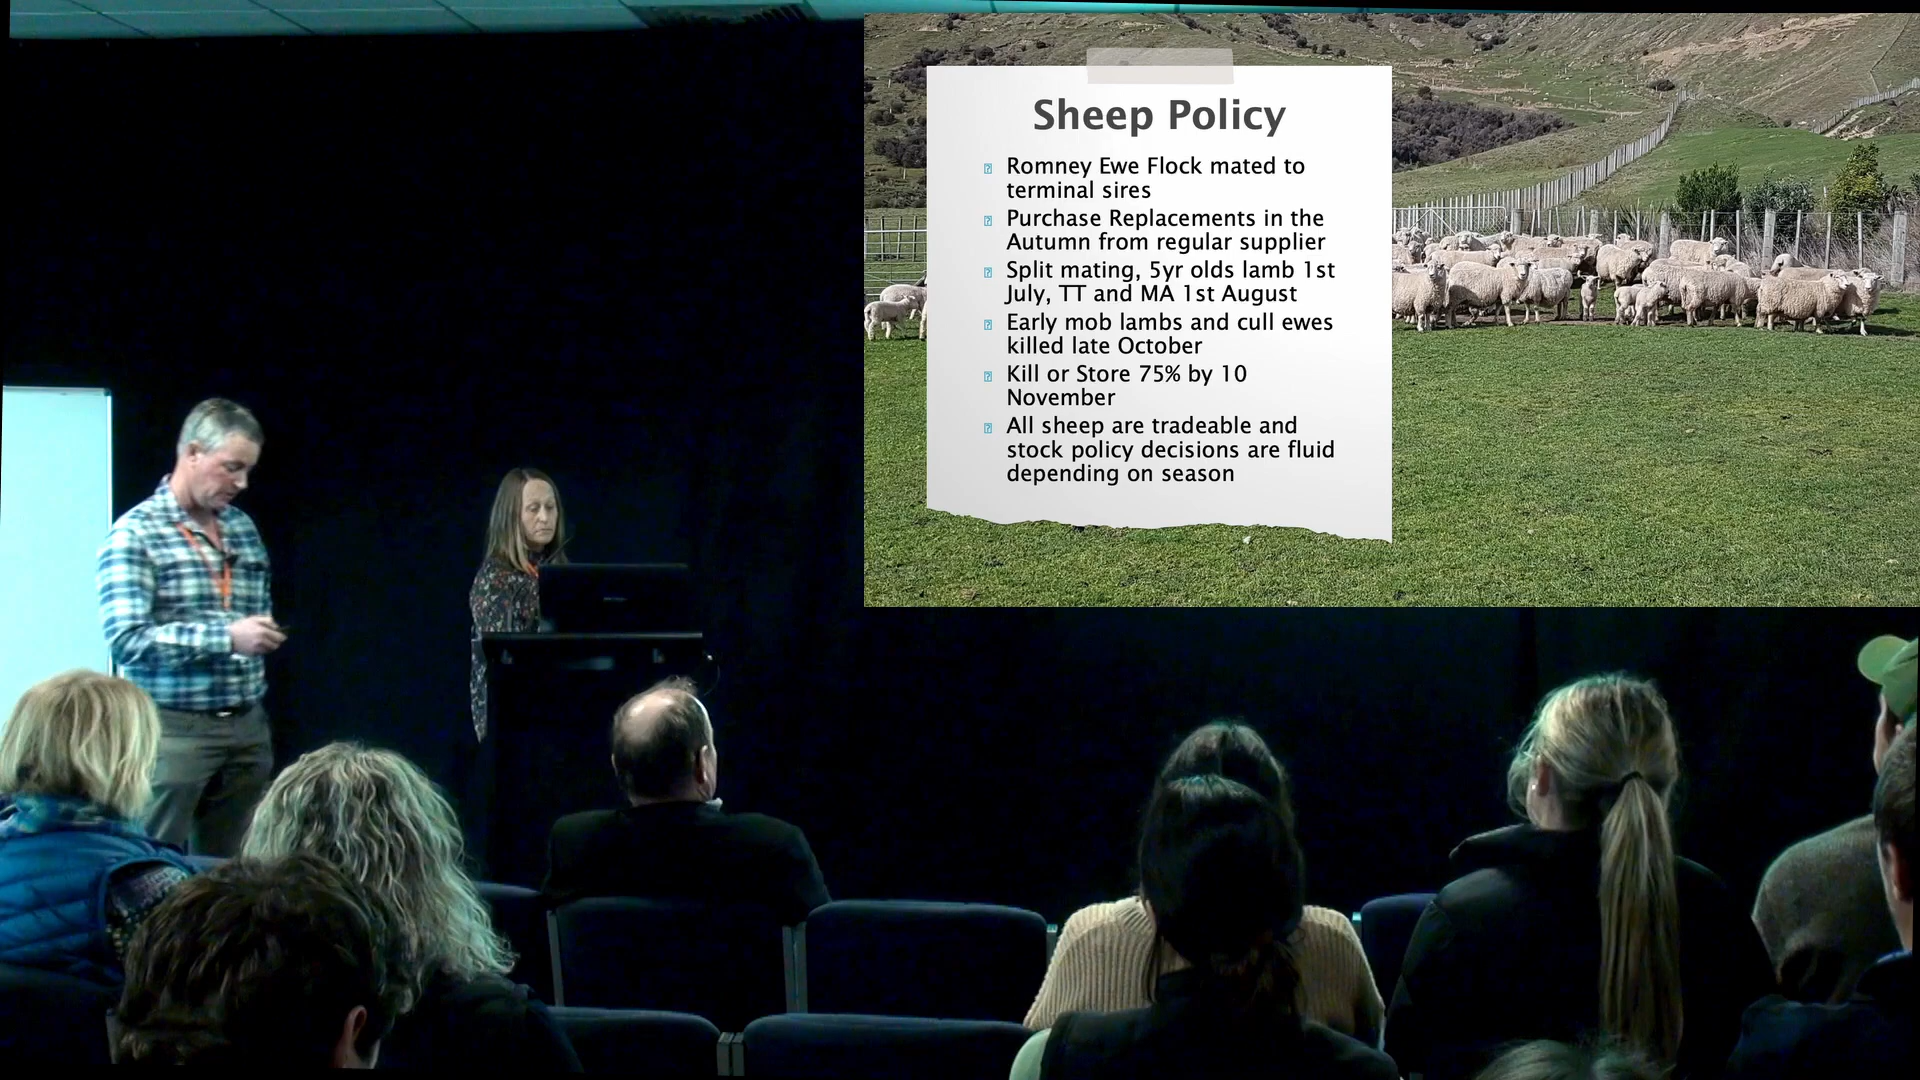 Sheep Policy
Romney Ewe Flock mated to
terminal sires
Purchase Replacements in the
Autumn from regular supplier
Split mating, 5yr olds lamb 1st
July, TT and MA 1st August
Early mob lambs and cull ewes
killed late October
Kill or Store 75% by 10
November
All sheep are tradeable and
stock policy decisions are fluid
depending on season